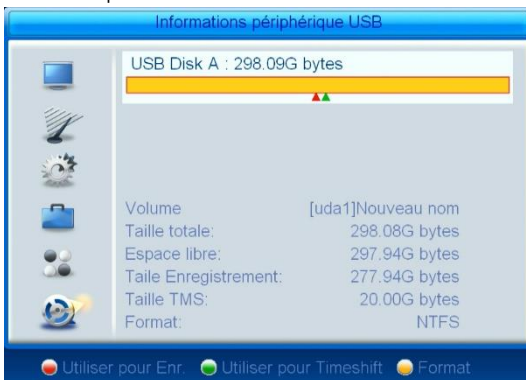 Informations périphérique USB
USB Disk A : 298.09G bytes
Volume [uda1]Nouveau nom
Taille totale: 298.08G bytes
Espace libre: 297.94G bytes
Taile Enregistrement: 277.94G bytes
Taille TMS: 20.00G bytes
Format: NTFS
Utiliser pour Enr. Utiliser pour Timeshift Format